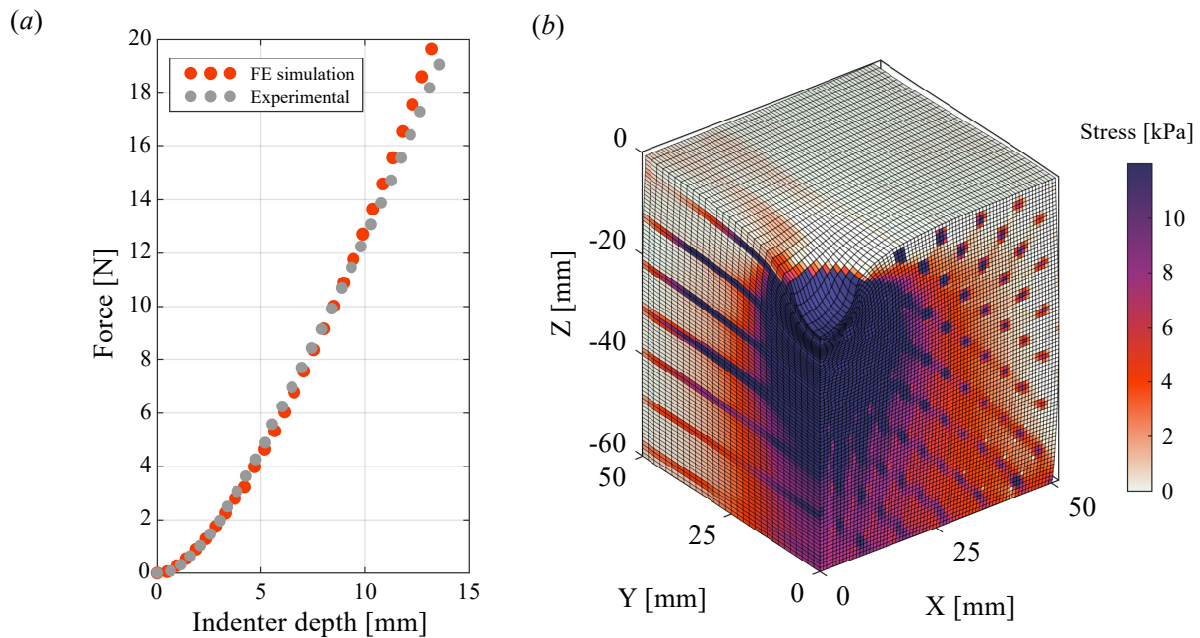 (a)
20
18
16
14
12
10
8
6
4
2
0
Force [N]
FE simulation
Experimental
0 5 10 15
Indenter depth [mm]
(b)
0
-20
-40
-60
Z [mm]
50
25
0
Y [mm]
0
25
50
X [mm]
Stress [kPa]
10
8
6
4
2
0